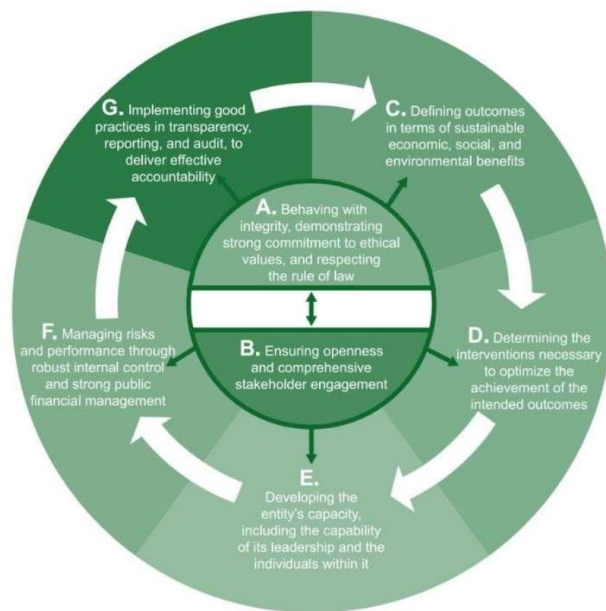 G. Implementing good
practices in transparency,
reporting, and audit, to
deliver effective
accountability
C. Defining outcomes
in terms of sustainable
economic, social, and
environmental benefits
A. Behaving with
integrity, demonstrating
strong commitment to ethical
values, and respecting
the rule of law
B. Ensuring openness
and comprehensive
stakeholder engagement
F. Managing risks
and performance through
robust internal control
and strong public
financial management
D. Determining the
interventions necessary
to optimize the
achievement of the
intended outcomes
E.
Developing the
entity's capacity,
including the capability
of its leadership and the
individuals within it